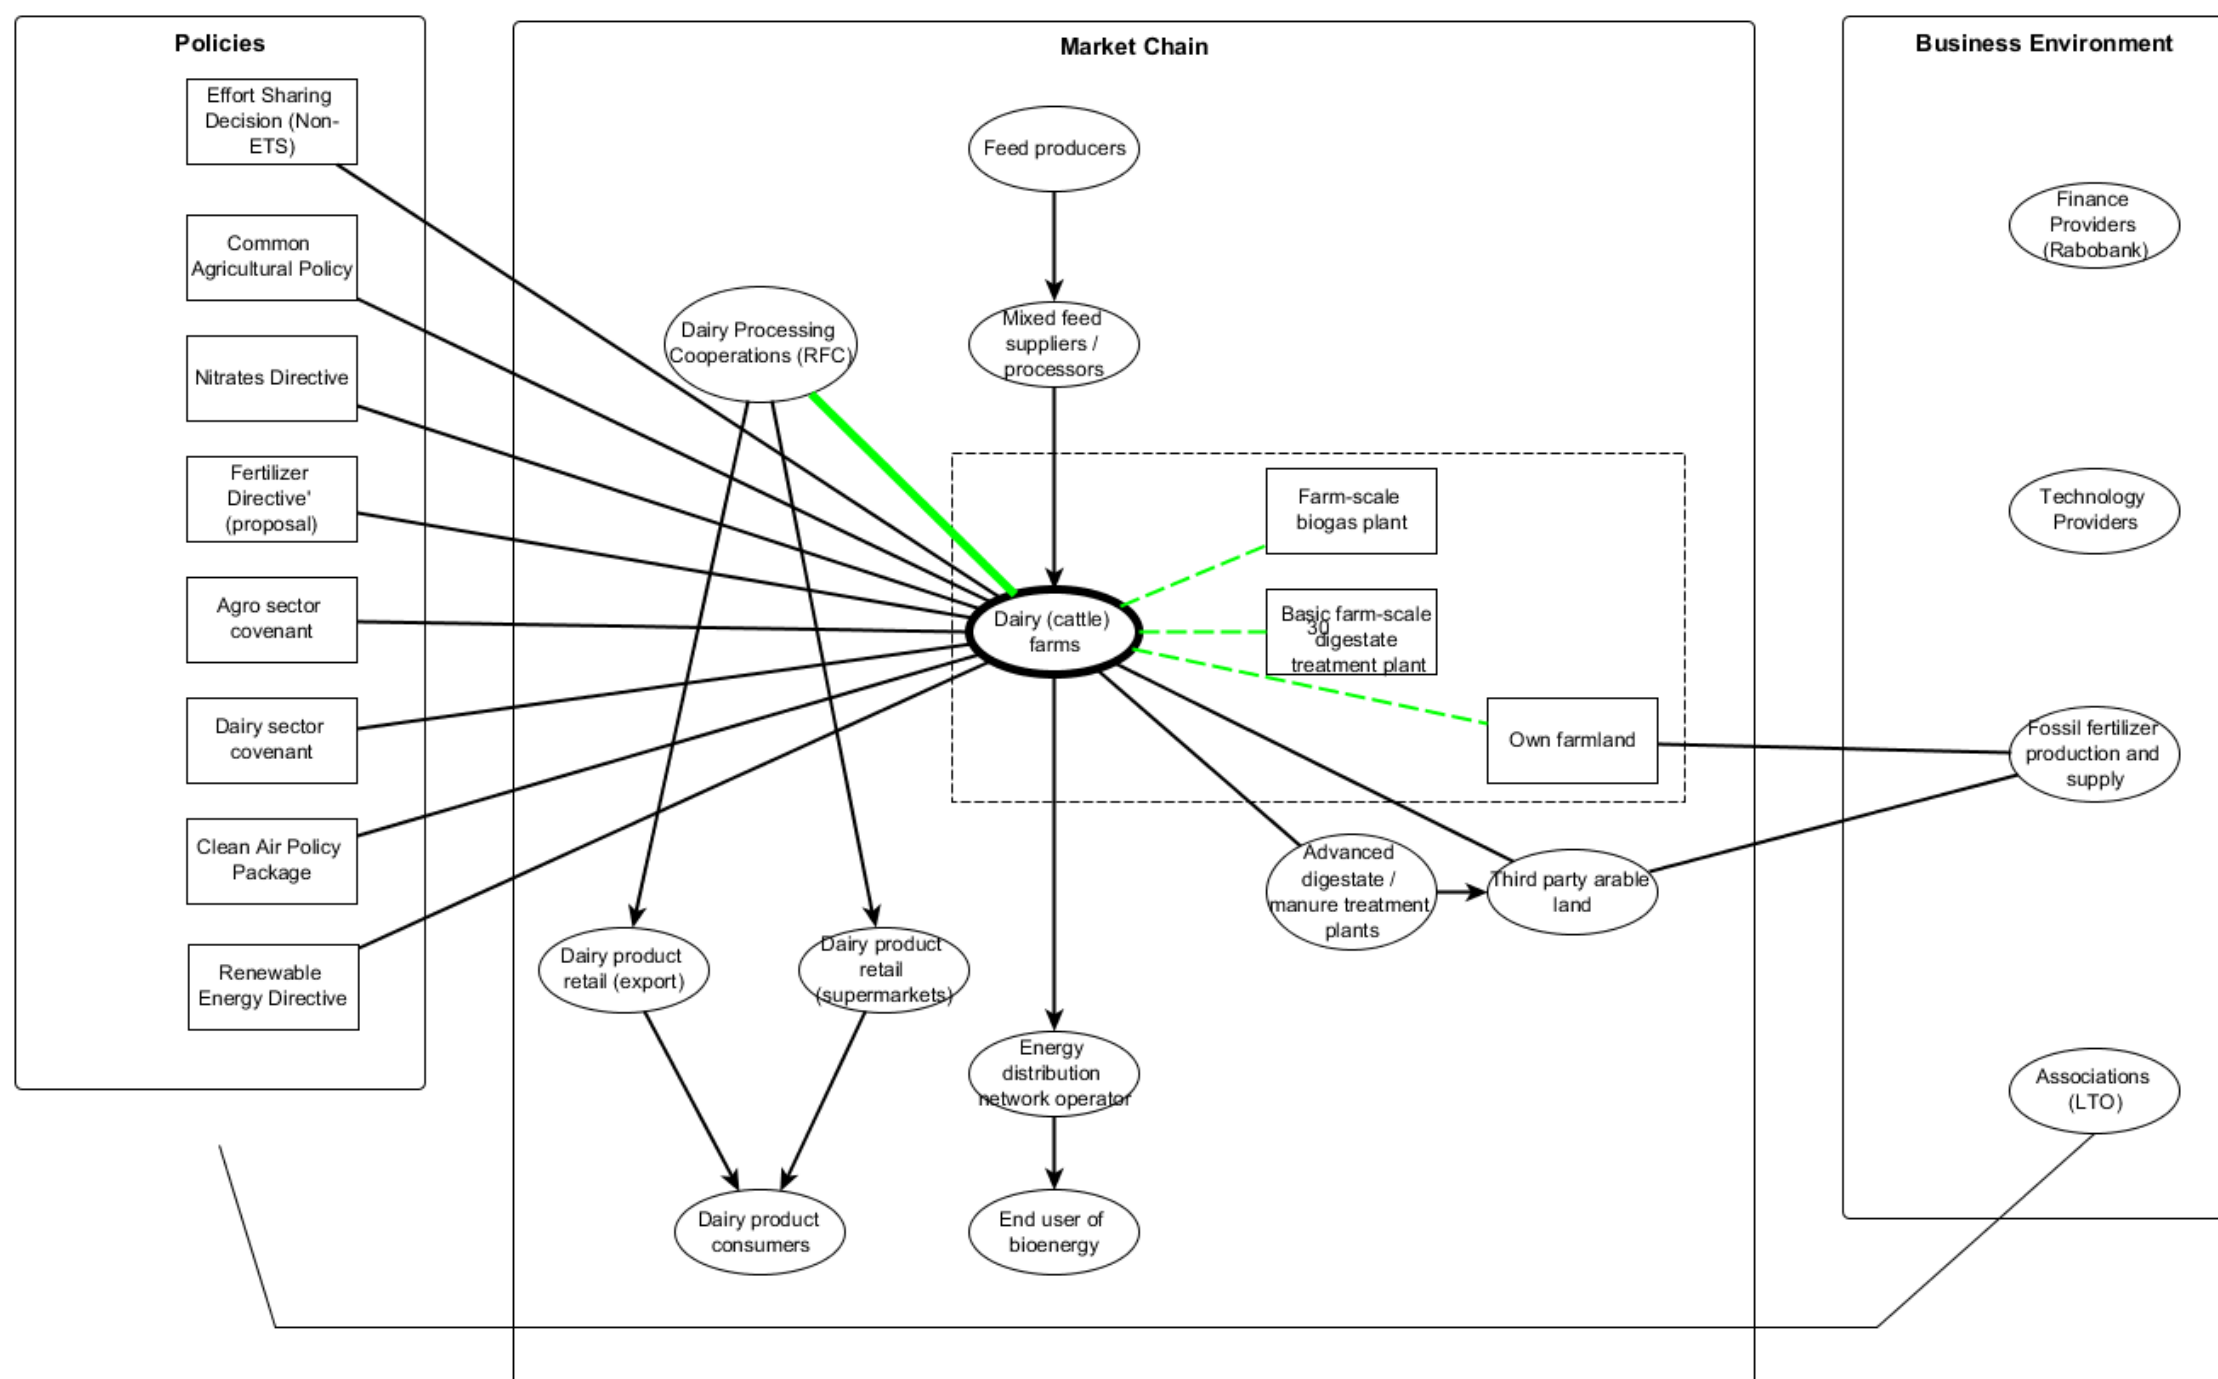 Policies
Effort Sharing
Decision (Non-
ETS)
Common
Agricultural Policy
Nitrates Directive
Fertilizer
Directive'
(proposal)
Agro sector
covenant
Dairy sector
covenant
Clean Air Policy
Package
Renewable
Energy Directive
Market Chain
Feed producers
Dairy Processing
Cooperations (RFC)
Mixed feed
suppliers /
processors
Farm-scale
biogas plant
Dairy (cattle)
farms
Basic farm-scale
30
digestate
treatment plant
Own farmland
Advanced
digestate /
manure treatment
plants
Third party arable
land
Dairy product
retail (export)
Dairy product
retail
(supermarkets)
Energy
distribution
network operator
Dairy product
consumers
End user of
bioenergy
Business Environment
Finance
Providers
(Rabobank)
Technology
Providers
Fossil fertilizer
production and
supply
Associations
(LTO)